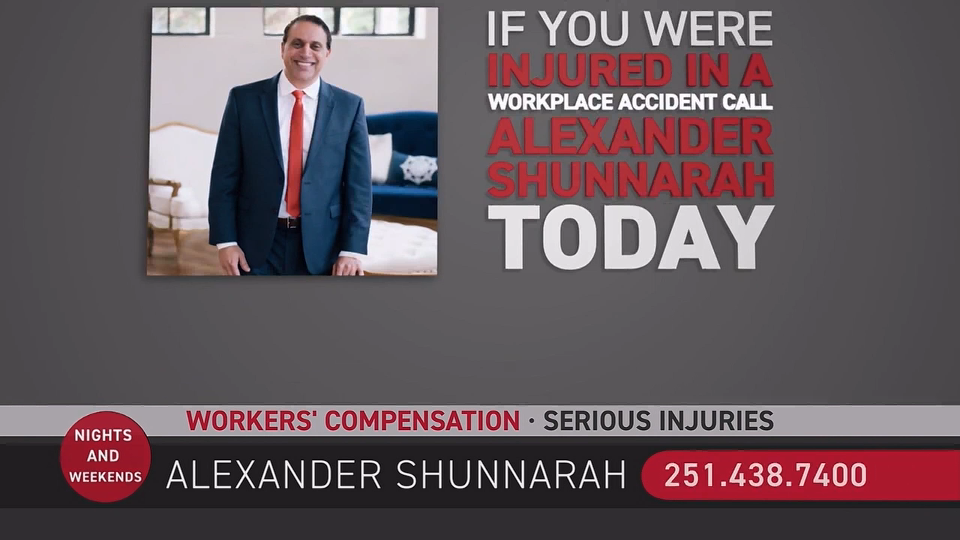 IF YOU WERE
INJURED IN A
WORKPLACE ACCIDENT CALL
ALEXANDER
SHUNNARAH
TODAY
WORKERS' COMPENSATION · SERIOUS INJURIES
NIGHTS
AND
WEEKENDS
ALEXANDER SHUNNARAH
251.438.7400